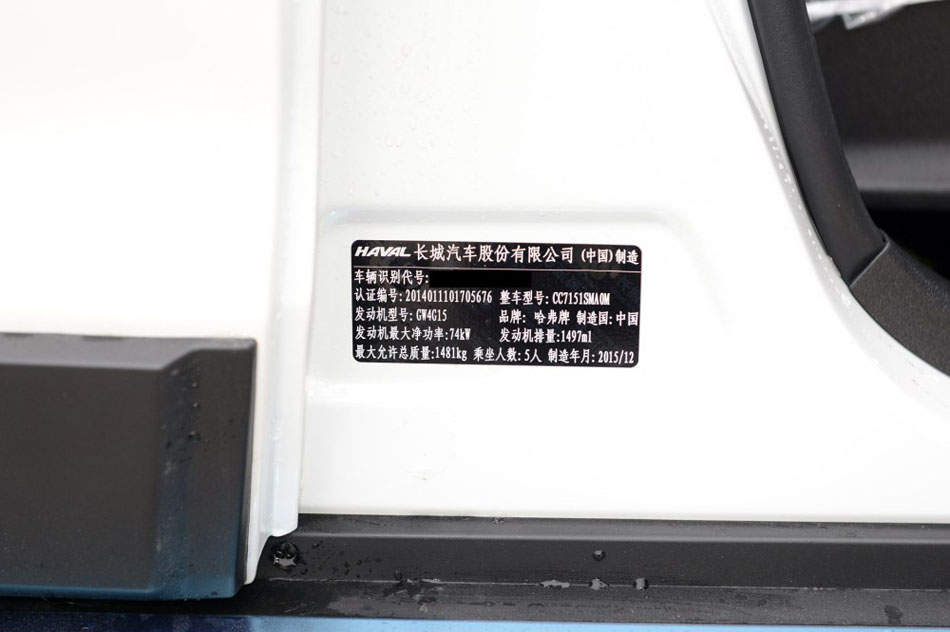 HAVAL 长城汽车股份有限公司 (中国)制造
车辆识别代号:
认证编号:2014011101705676 整车型号:CC7151SMA0M
发动机型号:GW4G15 品牌: 哈弗牌 制造国:中国
发动机最大净功率:74kW 发动机排量:1497ml
最大允许总质量:1481kg 乘坐人数:5人 制造年月:2015/12